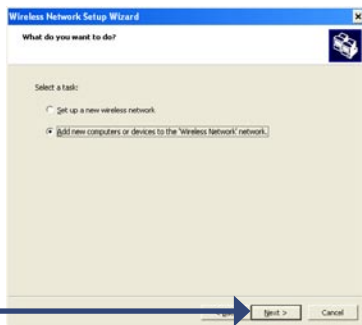 Wireless Network Setup Wizard
What do you want to do?
Select a task:
Set up a new wireless network
Add new computers or devices to the 'Wireless Network' network.
Next >
Cancel